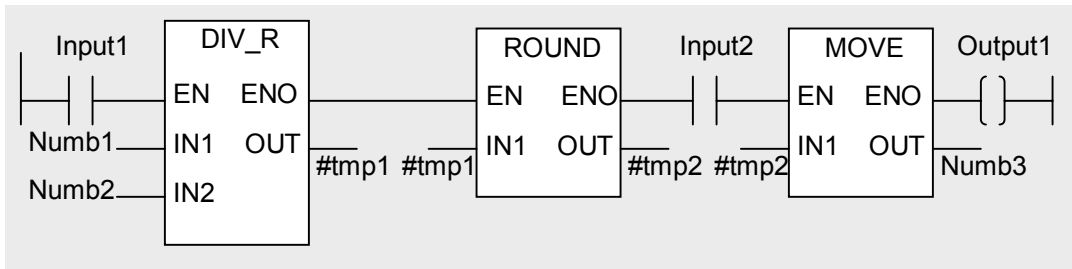 Input1
DIV_R
ROUND
Input2
MOVE
Output1
EN ENO
EN ENO
EN ENO
Numb1
IN1 OUT
#tmp1
#tmp1
IN1 OUT
#tmp2
#tmp2
IN1 OUT
Numb3
Numb2
IN2